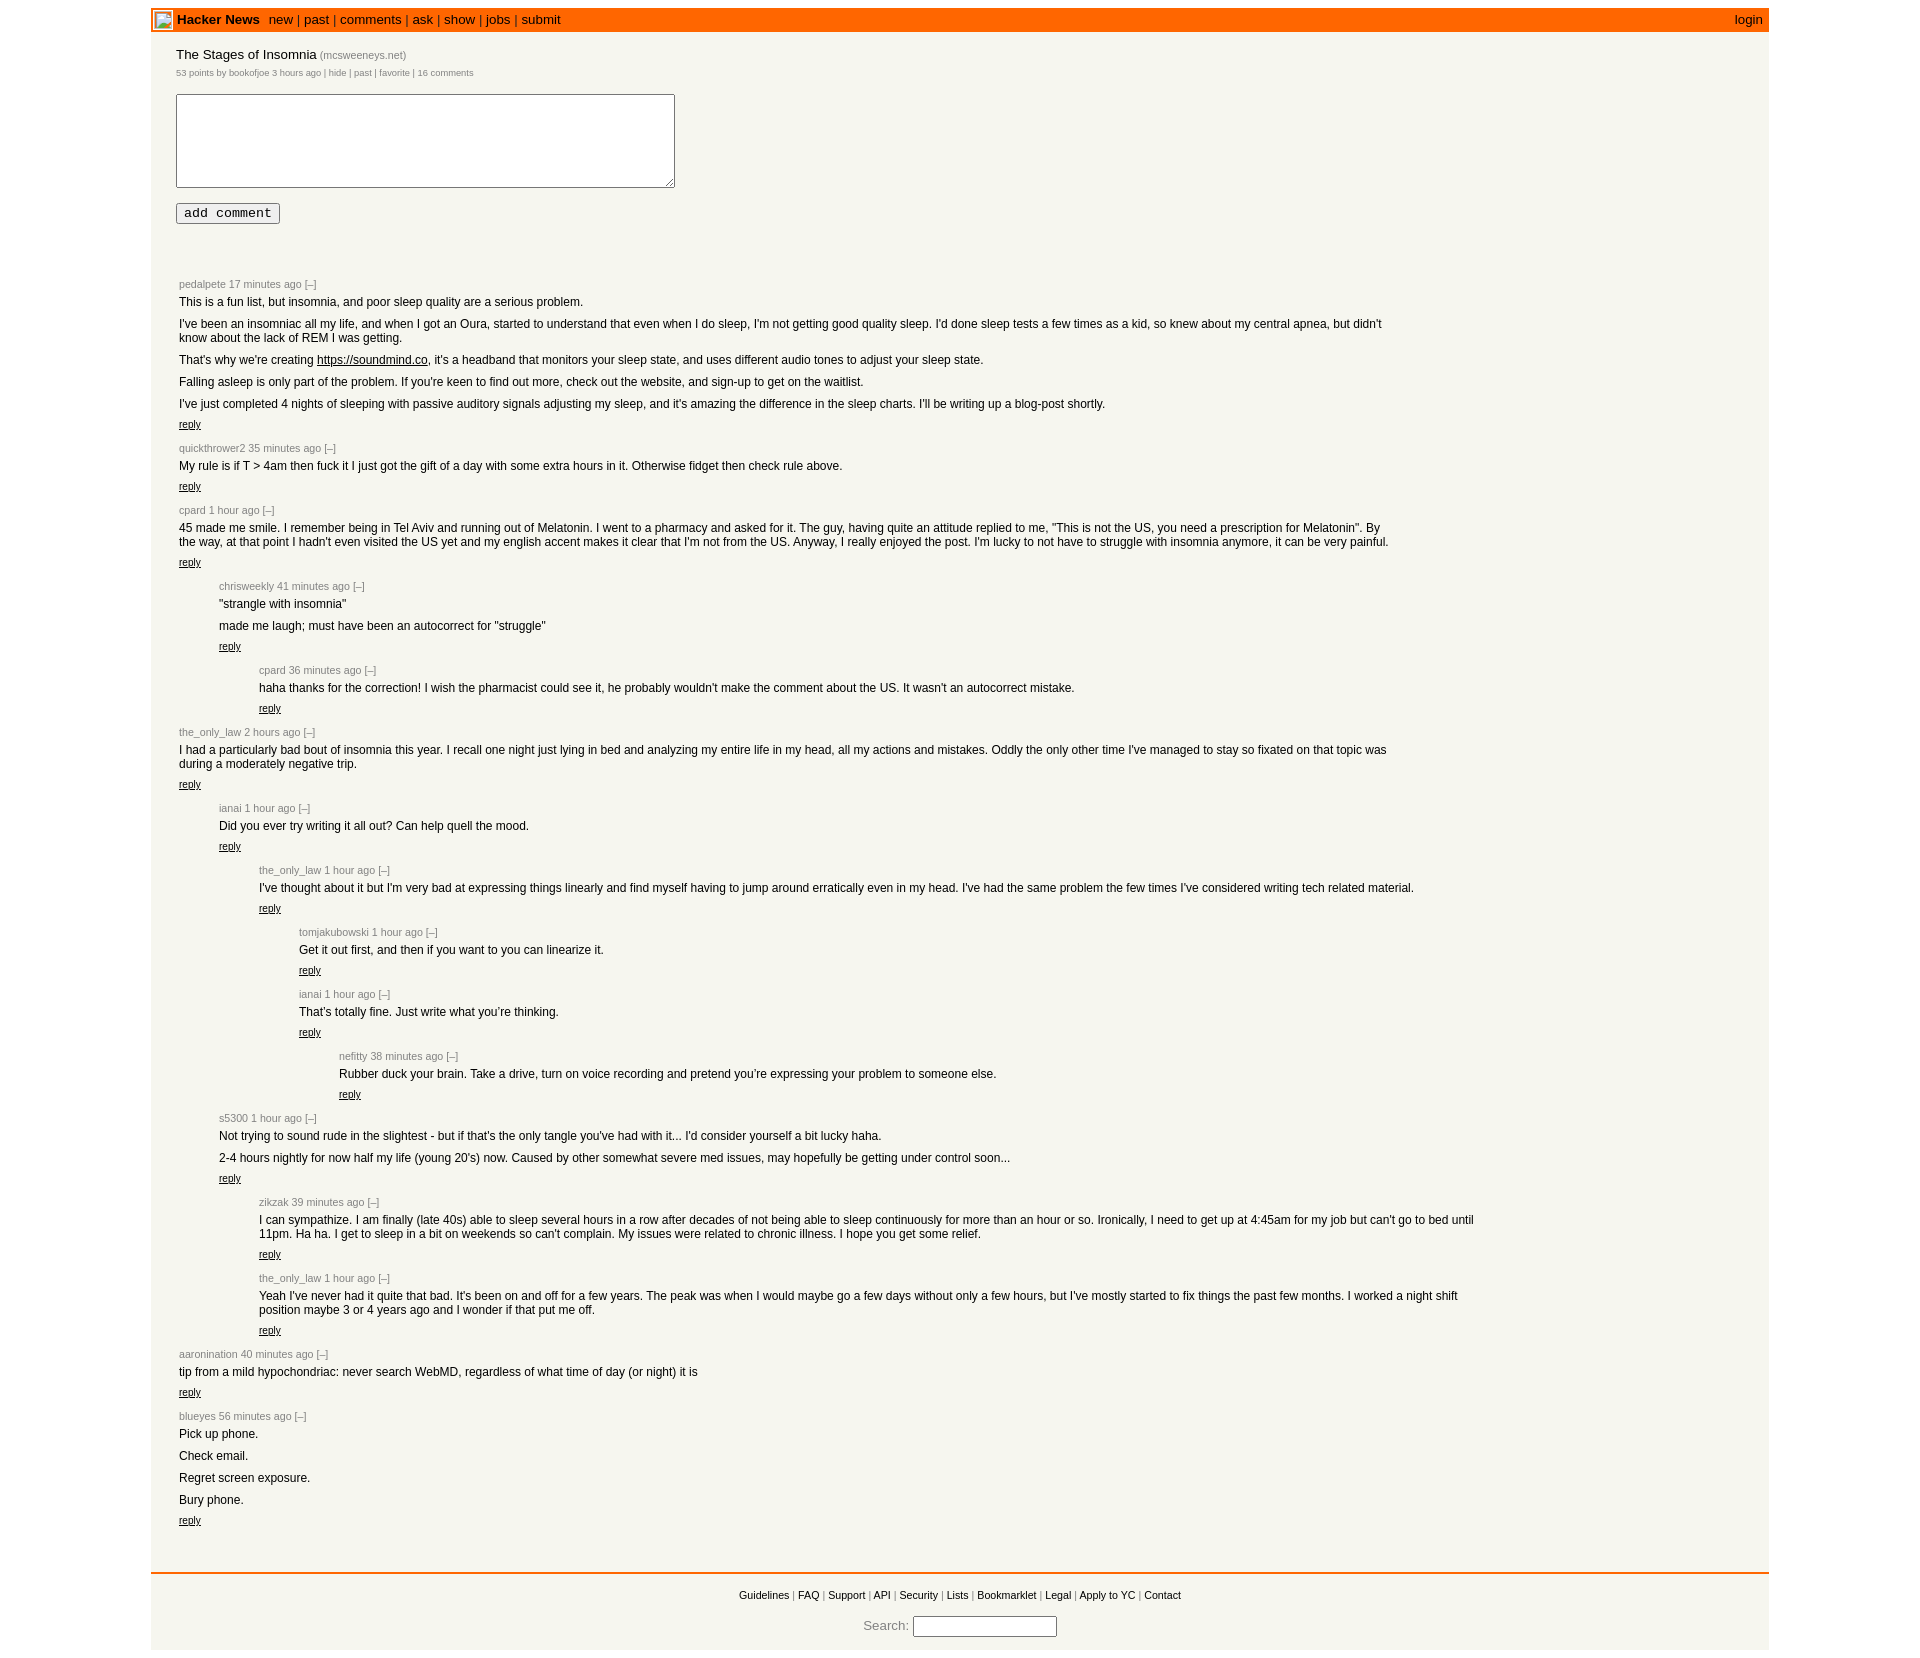 Hacker News new | past | comments | ask | show | jobs | submit login
The Stages of Insomnia (mcsweeneys.net)
53 points by bookofjoe 3 hours ago | hide | past | favorite | 16 comments
add comment
pedalpete 17 minutes ago [–]
This is a fun list, but insomnia, and poor sleep quality are a serious problem.
I've been an insomniac all my life, and when I got an Oura, started to understand that even when I do sleep, I'm not getting good quality sleep. I'd done sleep tests a few times as a kid, so knew about my central apnea, but didn't
know about the lack of REM I was getting.
That's why we're creating https://soundmind.co, it's a headband that monitors your sleep state, and uses different audio tones to adjust your sleep state.
Falling asleep is only part of the problem. If you're keen to find out more, check out the website, and sign-up to get on the waitlist.
I've just completed 4 nights of sleeping with passive auditory signals adjusting my sleep, and it's amazing the difference in the sleep charts. I'll be writing up a blog-post shortly.
reply
quickthrower2 35 minutes ago [–]
My rule is if T > 4am then fuck it I just got the gift of a day with some extra hours in it. Otherwise fidget then check rule above.
reply
cpard 1 hour ago [–]
45 made me smile. I remember being in Tel Aviv and running out of Melatonin. I went to a pharmacy and asked for it. The guy, having quite an attitude replied to me, "This is not the US, you need a prescription for Melatonin". By
the way, at that point I hadn't even visited the US yet and my english accent makes it clear that I'm not from the US. Anyway, I really enjoyed the post. I'm lucky to not have to struggle with insomnia anymore, it can be very painful.
reply
chrisweekly 41 minutes ago [–]
"strangle with insomnia"
made me laugh; must have been an autocorrect for "struggle"
reply
cpard 36 minutes ago [–]
haha thanks for the correction! I wish the pharmacist could see it, he probably wouldn't make the comment about the US. It wasn't an autocorrect mistake.
reply
the_only_law 2 hours ago [–]
I had a particularly bad bout of insomnia this year. I recall one night just lying in bed and analyzing my entire life in my head, all my actions and mistakes. Oddly the only other time I've managed to stay so fixated on that topic was
during a moderately negative trip.
reply
ianai 1 hour ago [–]
Did you ever try writing it all out? Can help quell the mood.
reply
the_only_law 1 hour ago [–]
I've thought about it but I'm very bad at expressing things linearly and find myself having to jump around erratically even in my head. I've had the same problem the few times I've considered writing tech related material.
reply
tomjakubowski 1 hour ago [–]
Get it out first, and then if you want to you can linearize it.
reply
ianai 1 hour ago [–]
That’s totally fine. Just write what you’re thinking.
reply
nefitty 38 minutes ago [–]
Rubber duck your brain. Take a drive, turn on voice recording and pretend you’re expressing your problem to someone else.
reply
s5300 1 hour ago [–]
Not trying to sound rude in the slightest - but if that's the only tangle you've had with it... I'd consider yourself a bit lucky haha.
2-4 hours nightly for now half my life (young 20's) now. Caused by other somewhat severe med issues, may hopefully be getting under control soon...
reply
zikzak 39 minutes ago [–]
I can sympathize. I am finally (late 40s) able to sleep several hours in a row after decades of not being able to sleep continuously for more than an hour or so. Ironically, I need to get up at 4:45am for my job but can't go to bed until
11pm. Ha ha. I get to sleep in a bit on weekends so can't complain. My issues were related to chronic illness. I hope you get some relief.
reply
the_only_law 1 hour ago [–]
Yeah I've never had it quite that bad. It's been on and off for a few years. The peak was when I would maybe go a few days without only a few hours, but I've mostly started to fix things the past few months. I worked a night shift
position maybe 3 or 4 years ago and I wonder if that put me off.
reply
aaronination 40 minutes ago [–]
tip from a mild hypochondriac: never search WebMD, regardless of what time of day (or night) it is
reply
blueyes 56 minutes ago [–]
Pick up phone.
Check email.
Regret screen exposure.
Bury phone.
reply
Guidelines | FAQ | Support | API | Security | Lists | Bookmarklet | Legal | Apply to YC | Contact
Search: